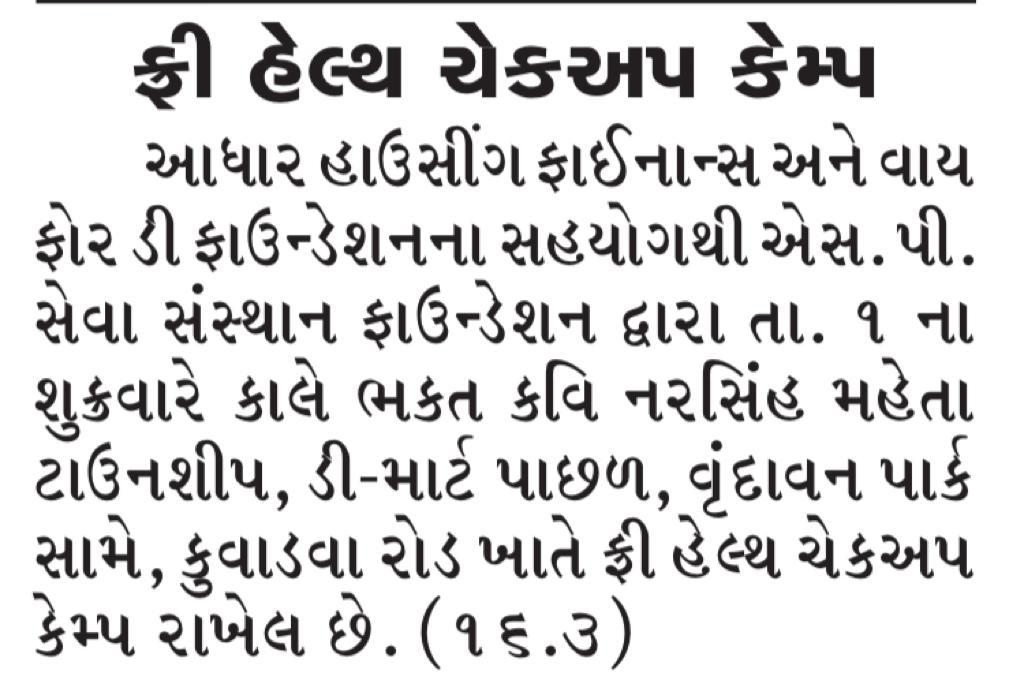 ફ્રી હેલ્થ ચેકઅપ કેમ્પ
આધાર હાઉસીંગ ફાઈનાન્સ અને વાય
ફોર ડી ફાઉન્ડેશનના સહયોગથી એસ.પી.
સેવા સંસ્થાન ફાઉન્ડેશન દ્વારા તા. ૧ ના
શુક્રવારે કાલે ભકત કવિ નરસિંહ મહેતા
ટાઉનશીપ, ડી-માર્ટ પાછળ, વૃંદાવન પાર્ક
સામે, કુવાડવા રોડ ખાતે ફ્રી હેલ્થ ચેકઅપ
કેમ્પ રાખેલ છે.(૧૬.૩)